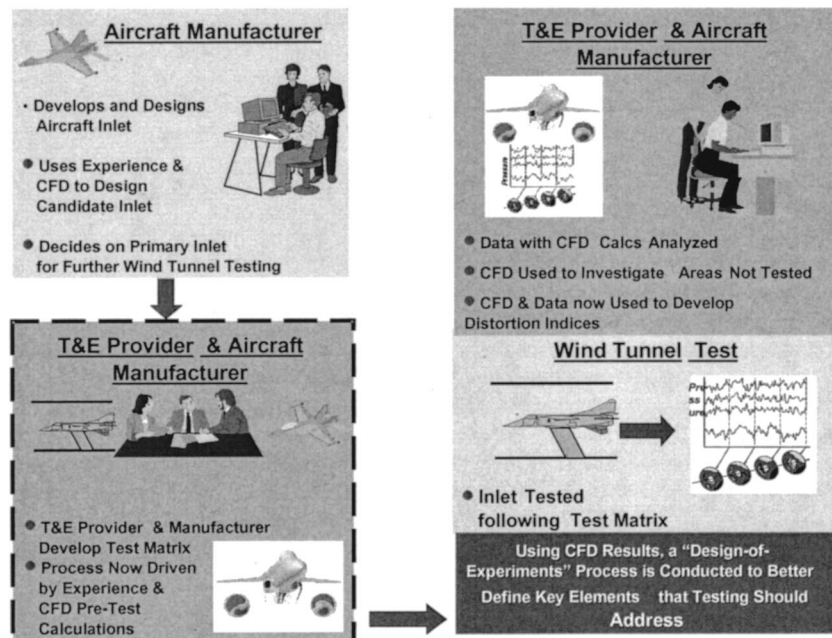 Aircraft Manufacturer
• Develops and Designs
Aircraft Inlet
• Uses Experience &
CFD to Design
Candidate Inlet
• Decides on Primary Inlet
for Further Wind Tunnel Testing
T&E Provider & Aircraft
Manufacturer
• T&E Provider & Manufacturer
Develop Test Matrix
• Process Now Driven
by Experience &
CFD Pre-Test
Calculations
T&E Provider & Aircraft
Manufacturer
Pressure
• Data with CFD Calcs Analyzed
• CFD Used to Investigate Areas Not Tested
• CFD & Data now Used to Develop
Distortion Indices
Wind Tunnel Test
Pre
ss
ure
• Inlet Tested
following Test Matrix
Using CFD Results, a "Design-of-
Experiments" Process is Conducted to Better
Define Key Elements that Testing Should
Address